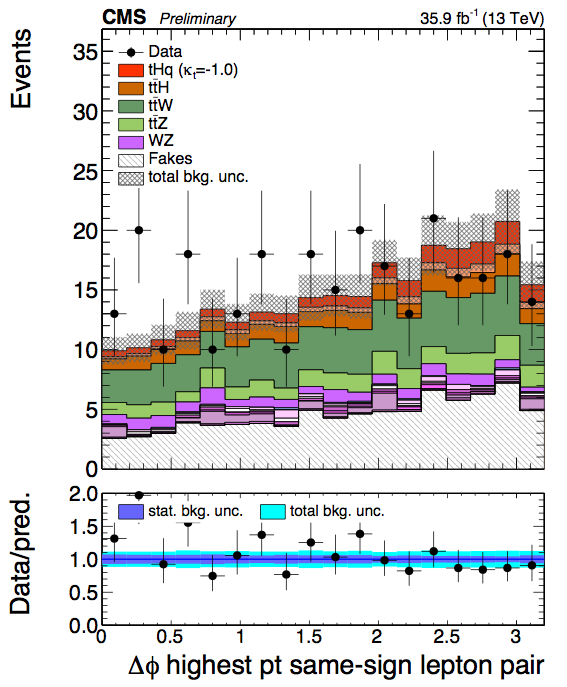 CMS Preliminary 35.9 fb⁻¹ (13 TeV)
Events
35
30
25
20
15
10
5
0
Data
tHq (κₜ=-1.0)
tt̄H
tt̄W
tt̄Z
WZ
Fakes
total bkg. unc.
Data/pred.
2.0
1.5
1.0
0.5
0.0
stat. bkg. unc. total bkg. unc.
0 0.5 1 1.5 2 2.5 3
Δϕ highest pt same-sign lepton pair